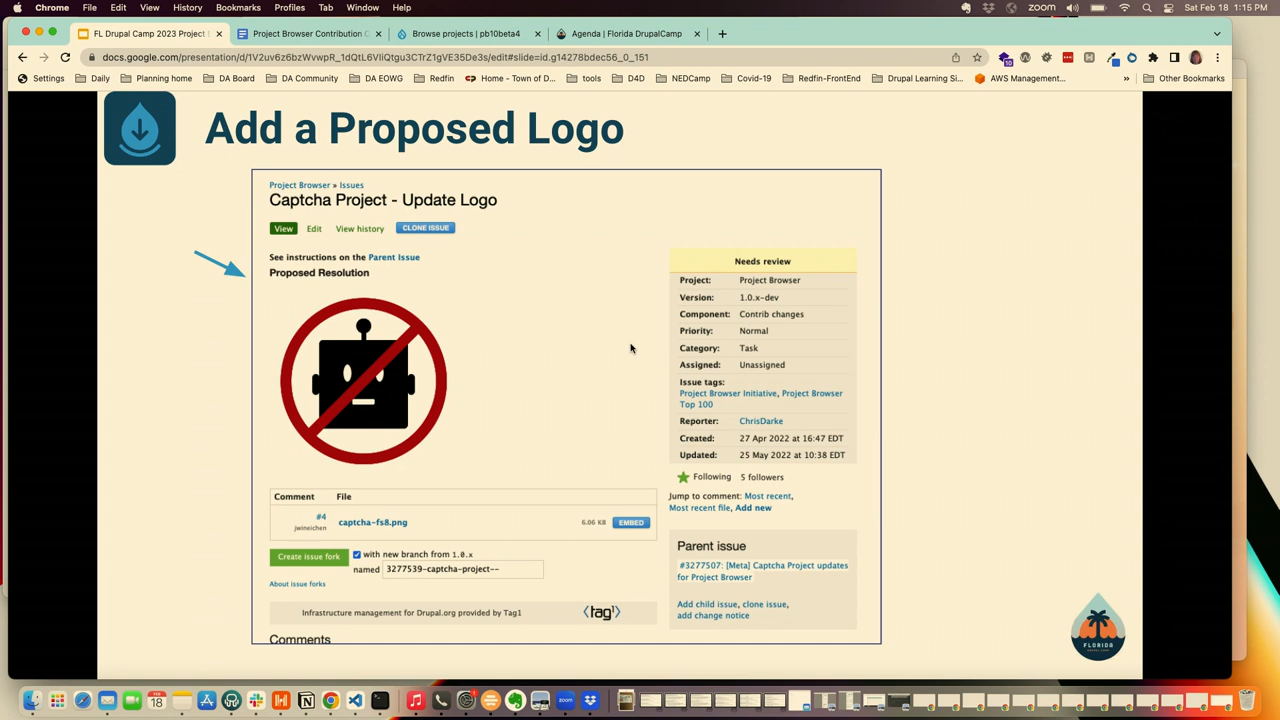 Chrome File Edit View History Bookmarks Profiles Tab Window Help ZOOM Sat Feb 18 1:15 PM
FL Drupal Camp 2023 Project Project Browser Contribution C Browse projects | pb10beta4 Agenda | Florida DrupalCamp
docs.google.com/presentation/d/1V2uv6z6bzWvwpR_1dQtL6VIiQtgu3CTrZ1gVE35De3s/edit#slide=id.g14278bdec56_0_151
Settings Daily Planning home DA Board DA Community DA EOWG Redfin Home - Town of D... tools D4D NEDCamp Covid-19 Redfin-FrontEnd Drupal Learning Si... AWS Management... » Other Bookmarks
Add a Proposed Logo
Project Browser » Issues
Captcha Project - Update Logo
View Edit View history CLONE ISSUE
See instructions on the Parent Issue
Proposed Resolution
Comment File
#4 captcha-fs8.png 6.06 KB EMBED
jwineichen
Create issue fork with new branch from 1.0.x
named 3277539-captcha-project--
About issue forks
Infrastructure management for Drupal.org provided by Tag1 tag1
Comments
Needs review
Project: Project Browser
Version: 1.0.x-dev
Component: Contrib changes
Priority: Normal
Category: Task
Assigned: Unassigned
Issue tags:
Project Browser Initiative, Project Browser
Top 100
Reporter: ChrisDarke
Created: 27 Apr 2022 at 16:47 EDT
Updated: 25 May 2022 at 10:38 EDT
Following 5 followers
Jump to comment: Most recent,
Most recent file, Add new
Parent issue
#3277507: [Meta] Captcha Project updates
for Project Browser
Add child issue, clone issue,
add change notice
FLORIDA